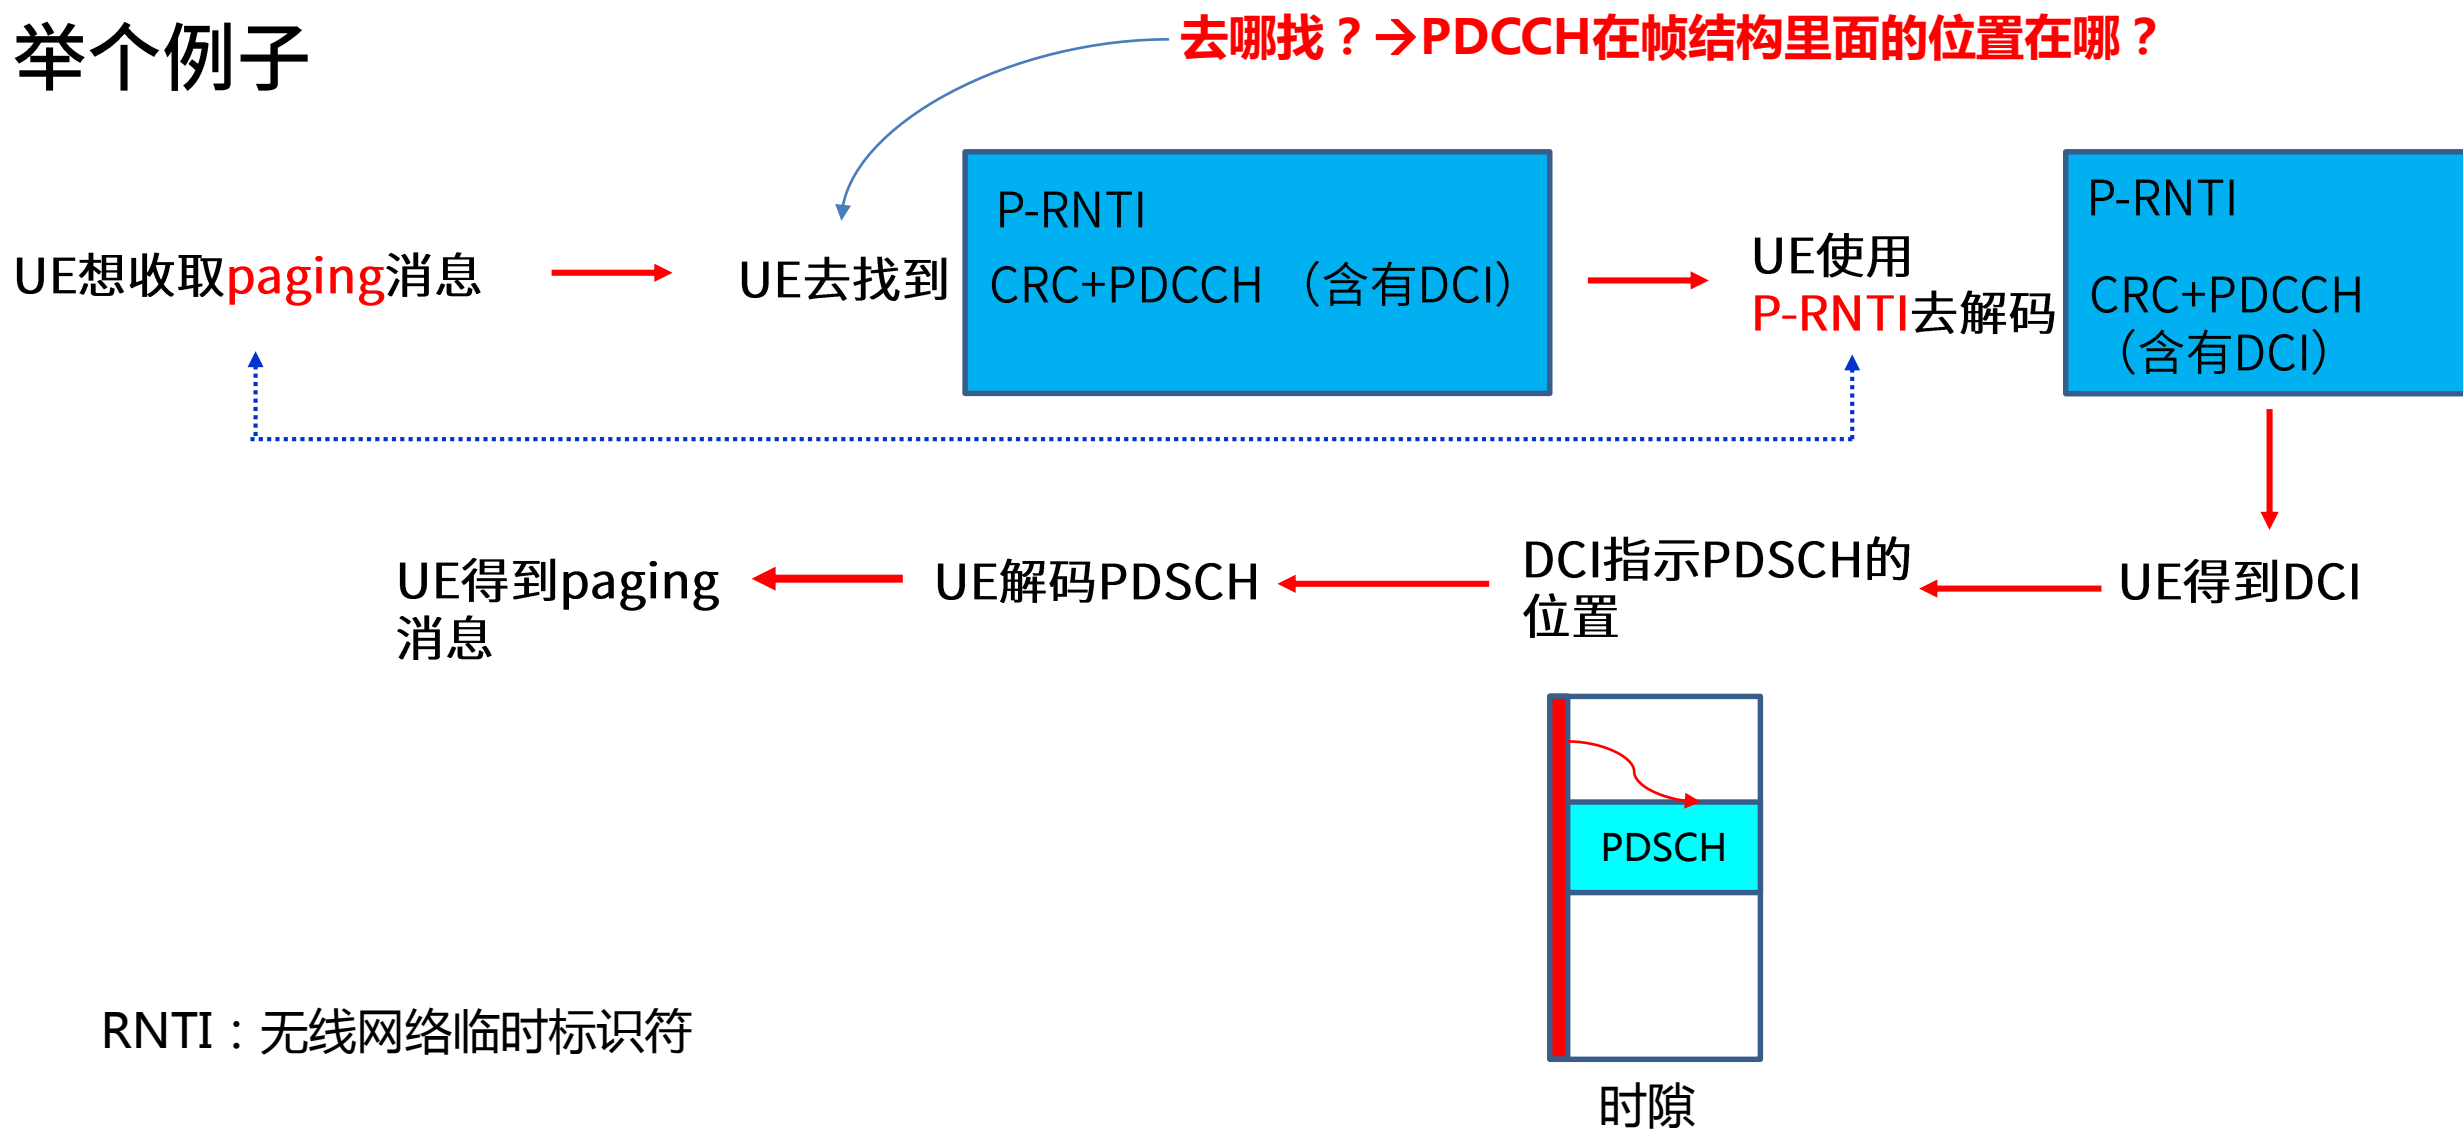 举个例子
去哪找？→PDCCH在帧结构里面的位置在哪？
UE想收取paging消息
UE去找到
P-RNTI
CRC+PDCCH （含有DCI）
UE使用
P-RNTI去解码
P-RNTI
CRC+PDCCH
（含有DCI）
UE得到DCI
DCI指示PDSCH的
位置
UE解码PDSCH
UE得到paging
消息
PDSCH
时隙
RNTI：无线网络临时标识符